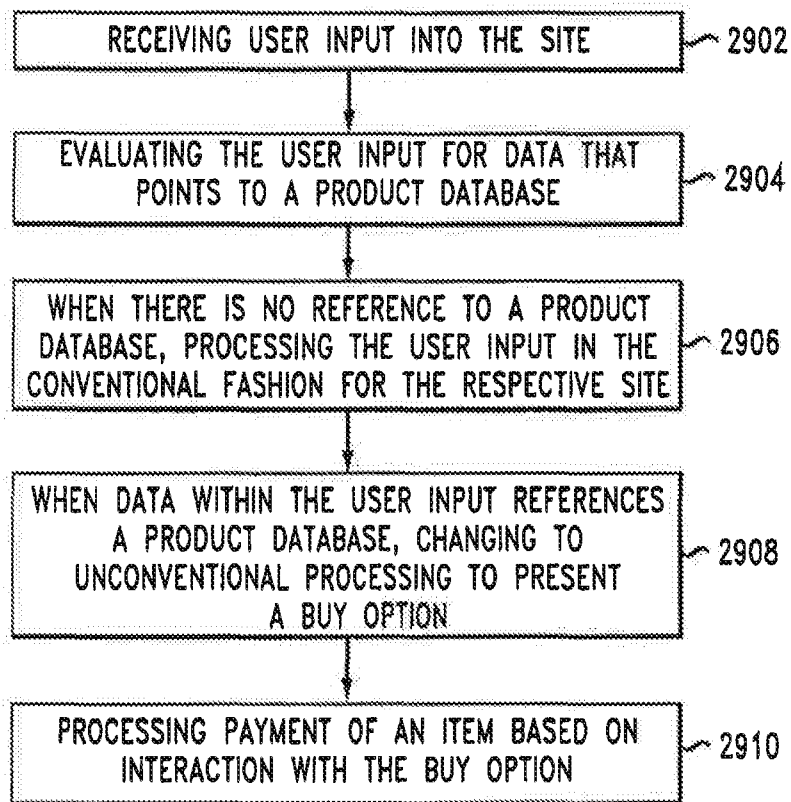 RECEIVING USER INPUT INTO THE SITE
2902
EVALUATING THE USER INPUT FOR DATA THAT
POINTS TO A PRODUCT DATABASE
2904
WHEN THERE IS NO REFERENCE TO A PRODUCT
DATABASE, PROCESSING THE USER INPUT IN THE
CONVENTIONAL FASHION FOR THE RESPECTIVE SITE
2906
WHEN DATA WITHIN THE USER INPUT REFERENCES
A PRODUCT DATABASE, CHANGING TO
UNCONVENTIONAL PROCESSING TO PRESENT
A BUY OPTION
2908
PROCESSING PAYMENT OF AN ITEM BASED ON
INTERACTION WITH THE BUY OPTION
2910